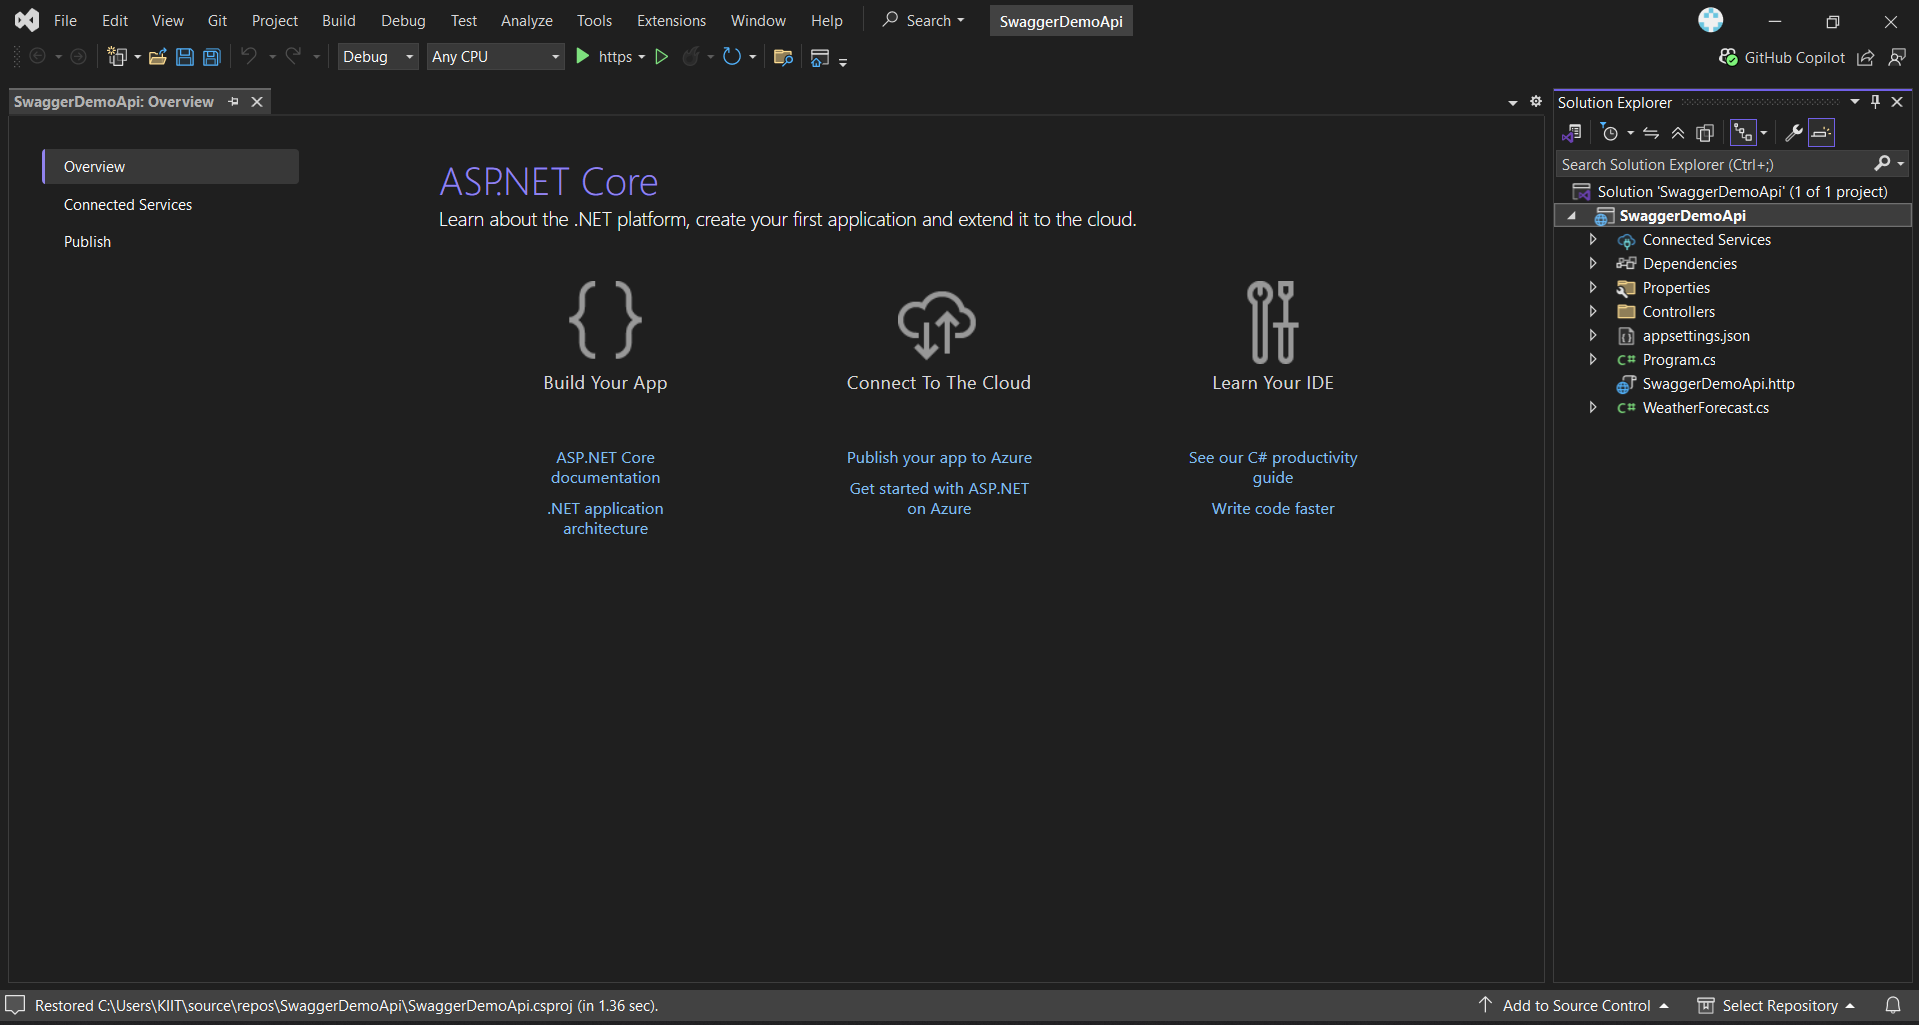 File Edit View Git Project Build Debug Test Analyze Tools Extensions Window Help Search SwaggerDemoApi
Debug Any CPU https GitHub Copilot
SwaggerDemoApi: Overview
Overview
Connected Services
Publish
ASP.NET Core
Learn about the .NET platform, create your first application and extend it to the cloud.
Build Your App
ASP.NET Core
documentation
.NET application
architecture
Connect To The Cloud
Publish your app to Azure
Get started with ASP.NET
on Azure
Learn Your IDE
See our C# productivity
guide
Write code faster
Solution Explorer
Search Solution Explorer (Ctrl+;)
Solution 'SwaggerDemoApi' (1 of 1 project)
SwaggerDemoApi
Connected Services
Dependencies
Properties
Controllers
appsettings.json
C# Program.cs
SwaggerDemoApi.http
C# WeatherForecast.cs
Restored C:\Users\KIIT\source\repos\SwaggerDemoApi\SwaggerDemoApi.csproj (in 1.36 sec). Add to Source Control Select Repository